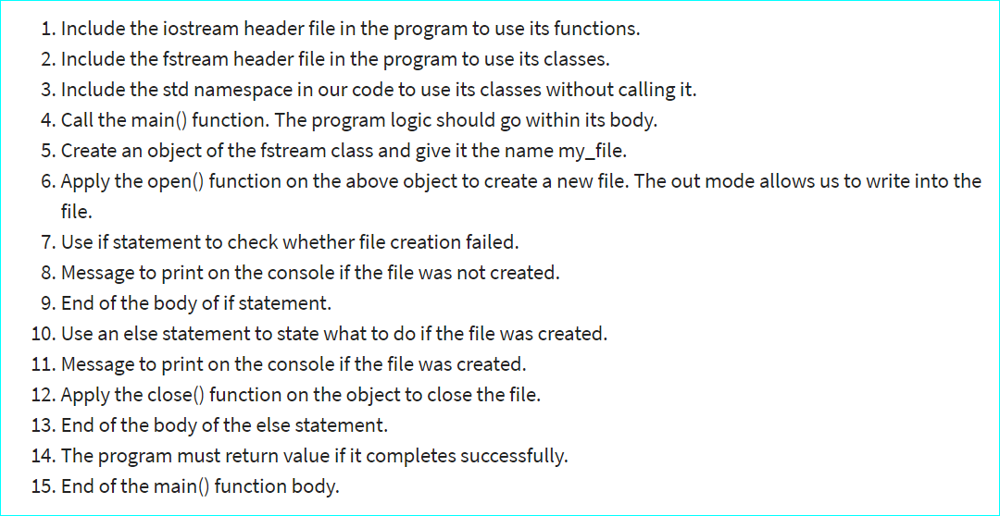 1. Include the iostream header file in the program to use its functions.
2. Include the fstream header file in the program to use its classes.
3. Include the std namespace in our code to use its classes without calling it.
4. Call the main() function. The program logic should go within its body.
5. Create an object of the fstream class and give it the name my_file.
6. Apply the open() function on the above object to create a new file. The out mode allows us to write into the
file.
7. Use if statement to check whether file creation failed.
8. Message to print on the console if the file was not created.
9. End of the body of if statement.
10. Use an else statement to state what to do if the file was created.
11. Message to print on the console if the file was created.
12. Apply the close() function on the object to close the file.
13. End of the body of the else statement.
14. The program must return value if it completes successfully.
15. End of the main() function body.